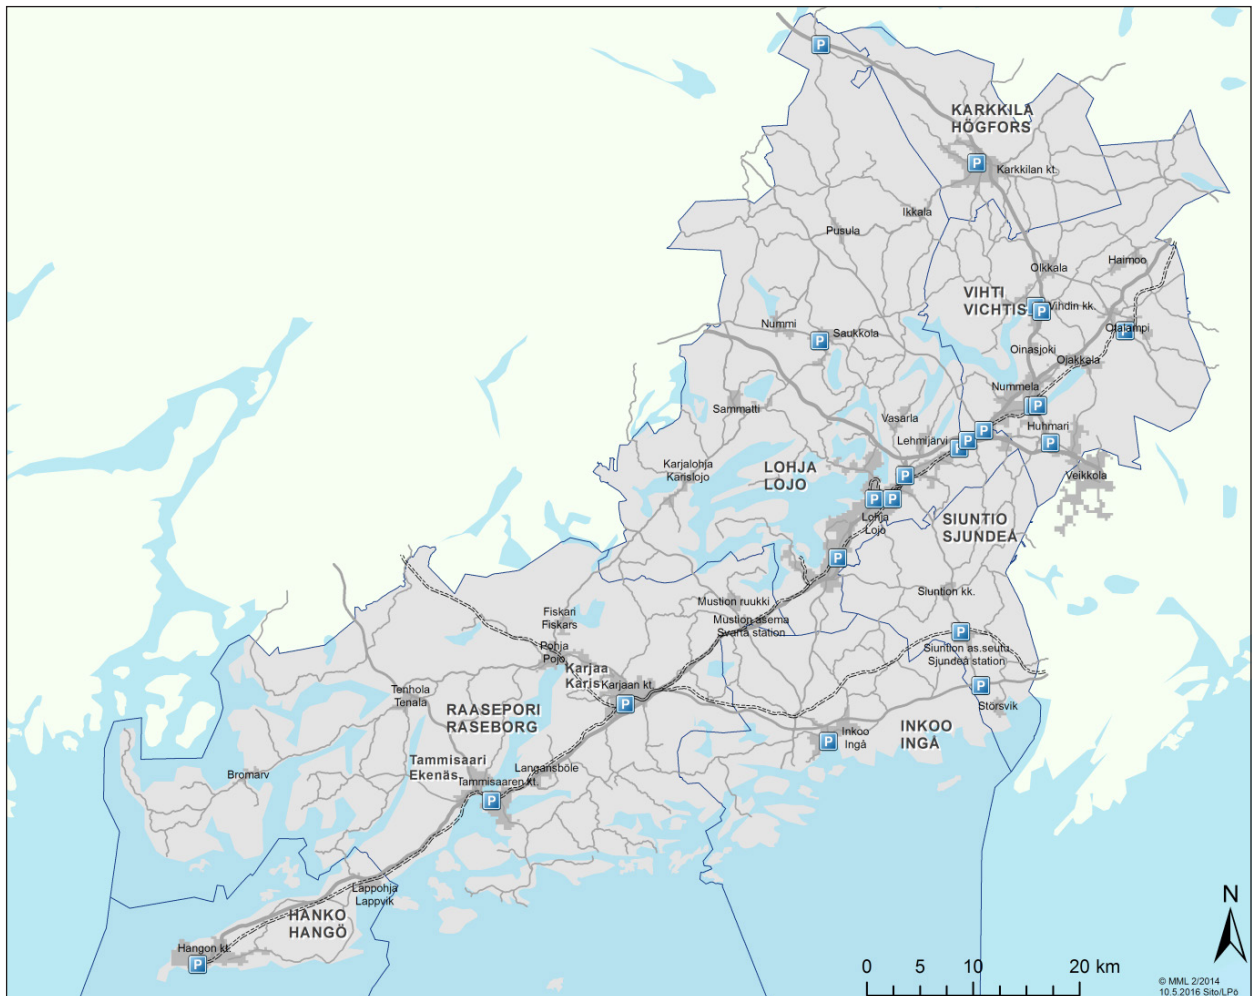 P
KARKKILA
HÖGFORS
P
Karkkilan kt.
Ikkala
Pusula
Olkkala
Haimoo
VIHTI
VICHTIS
P
Vihdin kk.
Nummi
P
Saukkola
Otalampi
P
Oinasjoki
Ojakkala
Nummela
Sammatti
P
Vasarla
Huhmari
P
Lehmijärvi
P
P
P
Karjalohja
Karislojo
LOHJA
LOJO
P
Veikkola
P
P
Lohja
Lojo
SIUNTIO
SJUNDEÅ
P
Siuntion kk.
Mustion ruukki
Fiskari
Fiskars
Mustion asema
Svartå station
P
Siuntion as.seutu
Sjundeå station
Pohja
Pojo
Karjaa
Karis
Karjaan kt.
P
P
Storsvik
Tenhola
Tenala
RAASEPORI
RASEBORG
INKOO
INGÅ
Inkoo
Ingå
P
Tammisaari
Ekenäs
Langansböle
Bromarv
Tammisaaren kt.
P
Lappohja
Lappvik
HANKO
HANGÖ
Hangon kt.
P
N
0 5 10 20 km
© MML 2/2014
10.5.2016 Sito/LPö